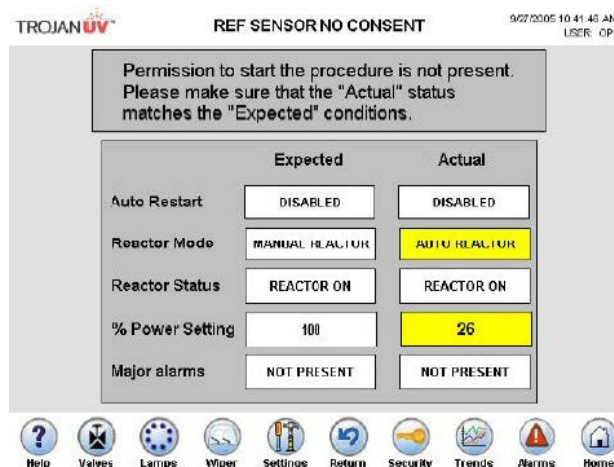 TROJANUV™
REF SENSOR NO CONSENT
9/27/2005 10:41:46 AM
USER: OP
Permission to start the procedure is not present.
Please make sure that the "Actual" status
matches the "Expected" conditions.
Expected Actual
Auto Restart DISABLED DISABLED
Reactor Mode MANUAL REACTOR AUTO REACTOR
Reactor Status REACTOR ON REACTOR ON
% Power Setting 100 26
Major alarms NOT PRESENT NOT PRESENT
Help Valves Lamps Wiper Settings Return Security Trends Alarms Home